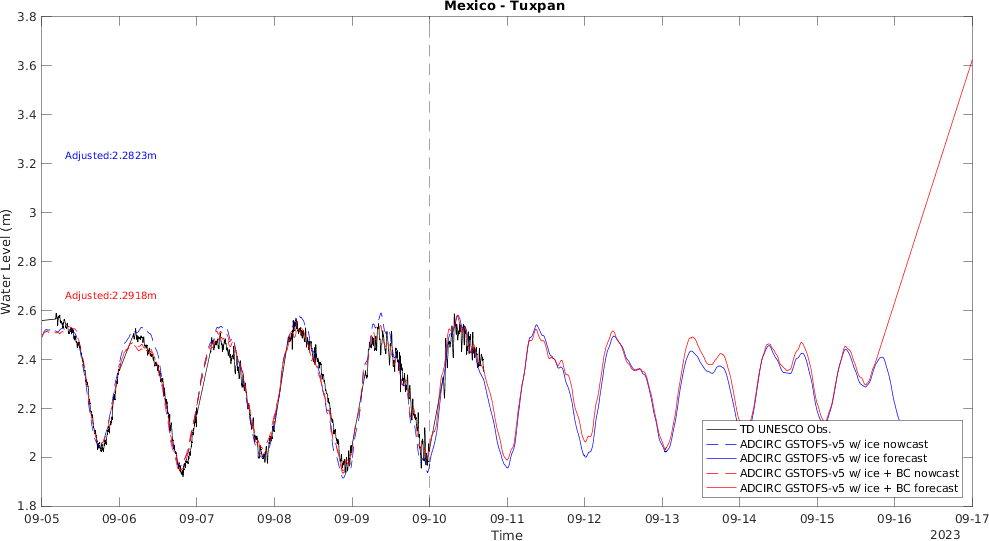 Mexico - Tuxpan
3.8
3.6
3.4
3.2
3
2.8
2.6
2.4
2.2
2
1.8
Water Level (m)
Adjusted:2.2823m
Adjusted:2.2918m
TD UNESCO Obs.
ADCIRC GSTOFS-v5 w/ ice nowcast
ADCIRC GSTOFS-v5 w/ ice forecast
ADCIRC GSTOFS-v5 w/ ice + BC nowcast
ADCIRC GSTOFS-v5 w/ ice + BC forecast
09-05 09-06 09-07 09-08 09-09 09-10 09-11 09-12 09-13 09-14 09-15 09-16 09-17
Time
2023